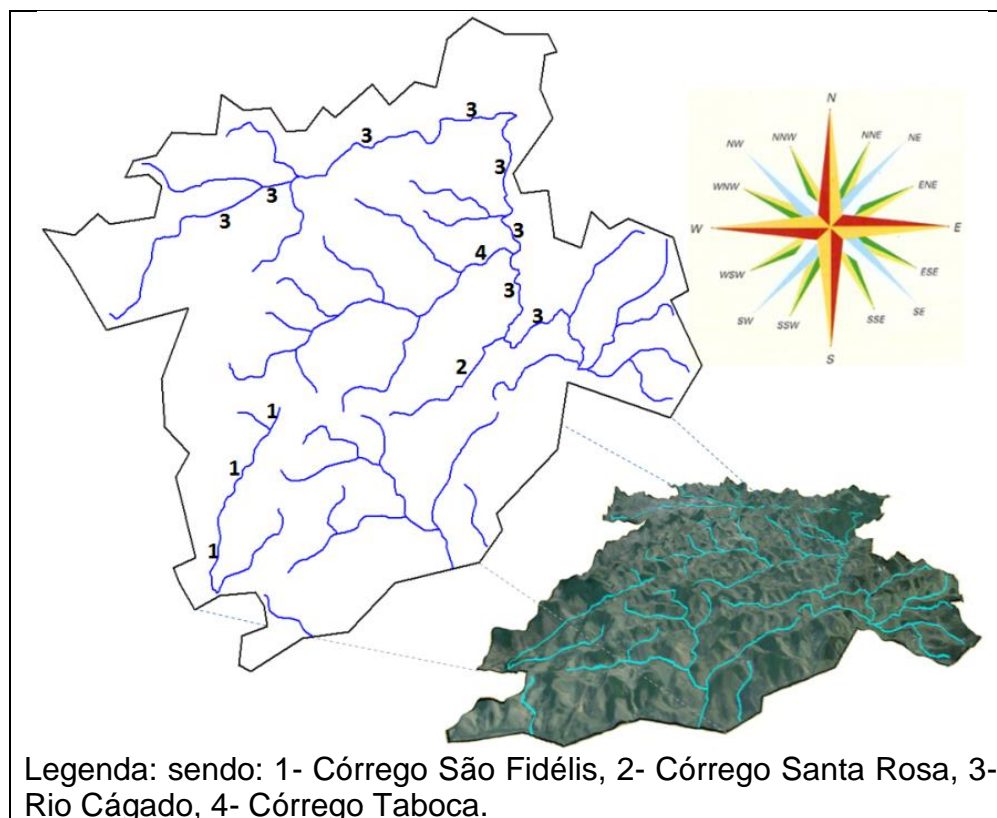 3
3
3
3
3
3
4
3
3
2
1
1
1
N
NNW
NNE
NW
NE
WNW
ENE
W
E
WSW
ESE
SW
SE
SSW
SSE
S
Legenda: sendo: 1- Córrego São Fidélis, 2- Córrego Santa Rosa, 3-
Rio Cágado, 4- Córrego Taboca.